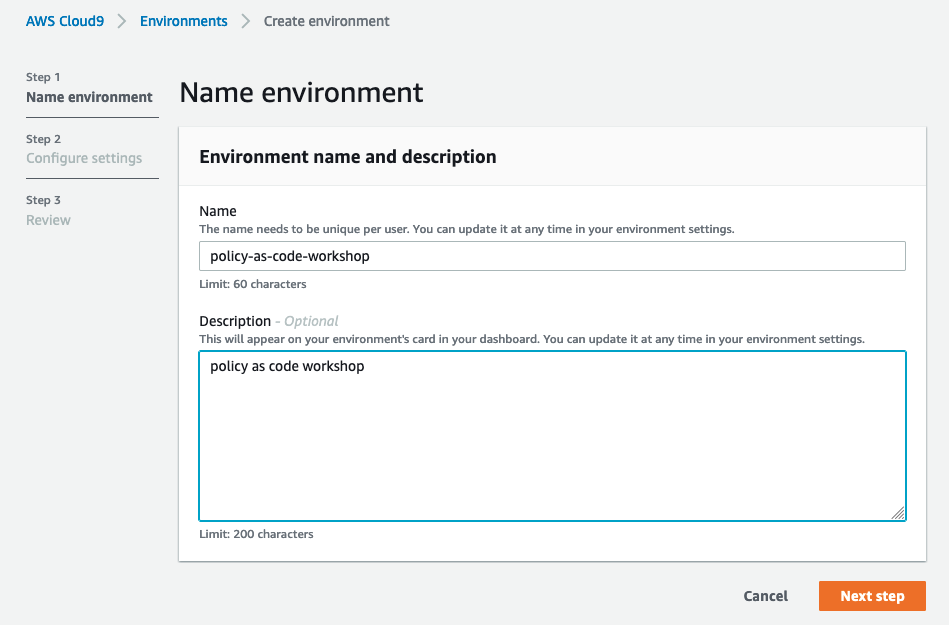 AWS Cloud9 > Environments > Create environment
Step 1
Name environment
Step 2
Configure settings
Step 3
Review
Name environment
Environment name and description
Name
The name needs to be unique per user. You can update it at any time in your environment settings.
policy-as-code-workshop
Limit: 60 characters
Description - Optional
This will appear on your environment's card in your dashboard. You can update it at any time in your environment settings.
policy as code workshop
Limit: 200 characters
Cancel
Next step